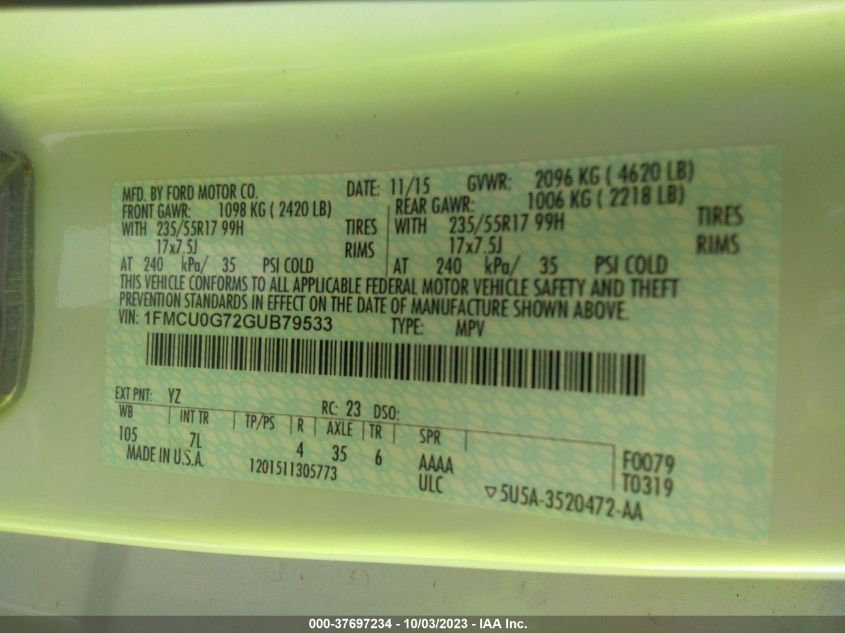 MFD. BY FORD MOTOR CO. DATE: 11/15 GVWR: 2096 KG ( 4620 LB)
FRONT GAWR: 1098 KG ( 2420 LB) REAR GAWR: 1006 KG ( 2218 LB)
WITH 235/55R17 99H TIRES WITH 235/55R17 99H TIRES
17x7.5J RIMS 17x7.5J RIMS
AT 240 kPa/ 35 PSI COLD AT 240 kPa/ 35 PSI COLD
THIS VEHICLE CONFORMS TO ALL APPLICABLE FEDERAL MOTOR VEHICLE SAFETY AND THEFT
PREVENTION STANDARDS IN EFFECT ON THE DATE OF MANUFACTURE SHOWN ABOVE.
VIN: 1FMCU0G72GUB79533 TYPE: MPV
EXT PNT: YZ RC: 23 DSO:
WB INT TR TP/PS R AXLE TR SPR
105 7L 4 35 6 AAAA F0079
MADE IN U.S.A. 1201511305773 ULC T0319
▽5U5A-3520472-AA
000-37697234 - 10/03/2023 - IAA Inc.